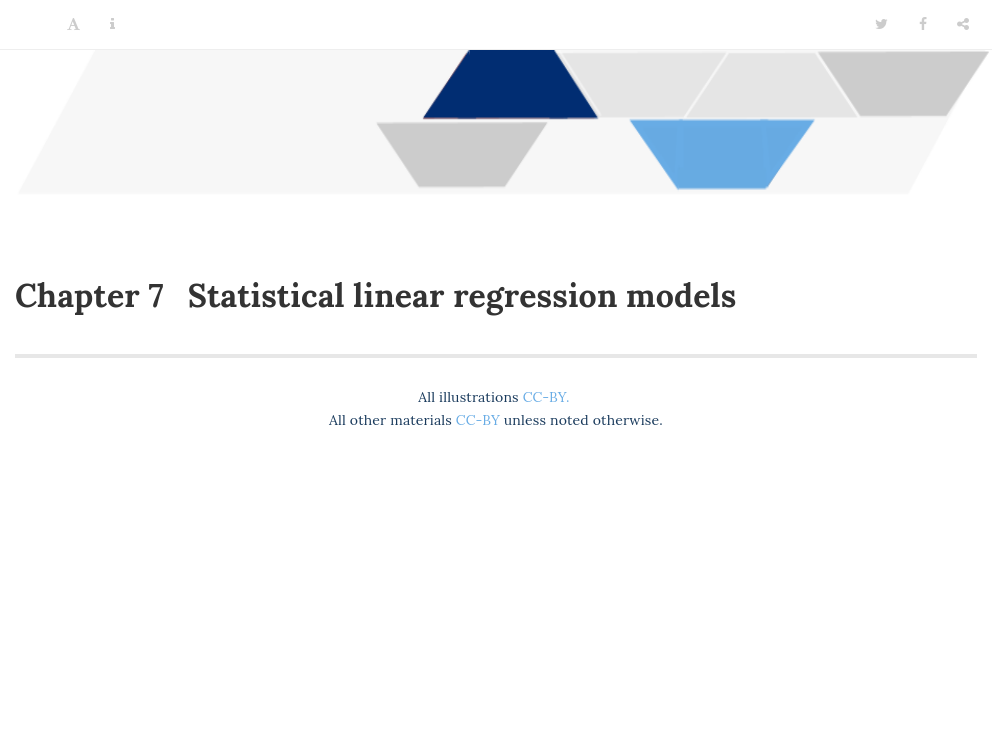 Chapter 7 Statistical linear regression models
All illustrations CC-BY.
All other materials CC-BY unless noted otherwise.